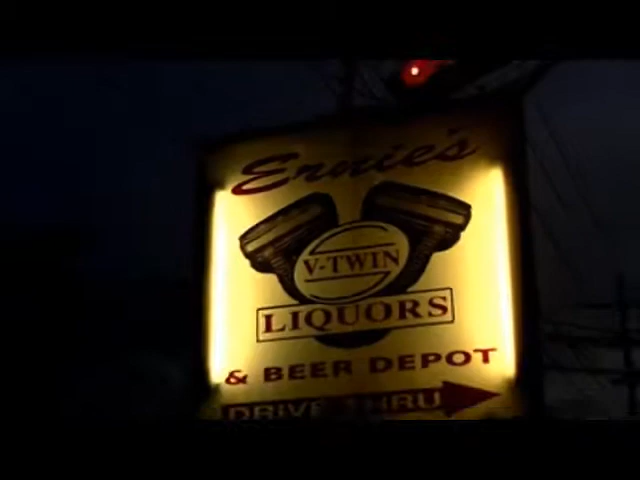 Ernie's
V-TWIN
LIQUORS
& BEER DEPOT
DRIVE THRU